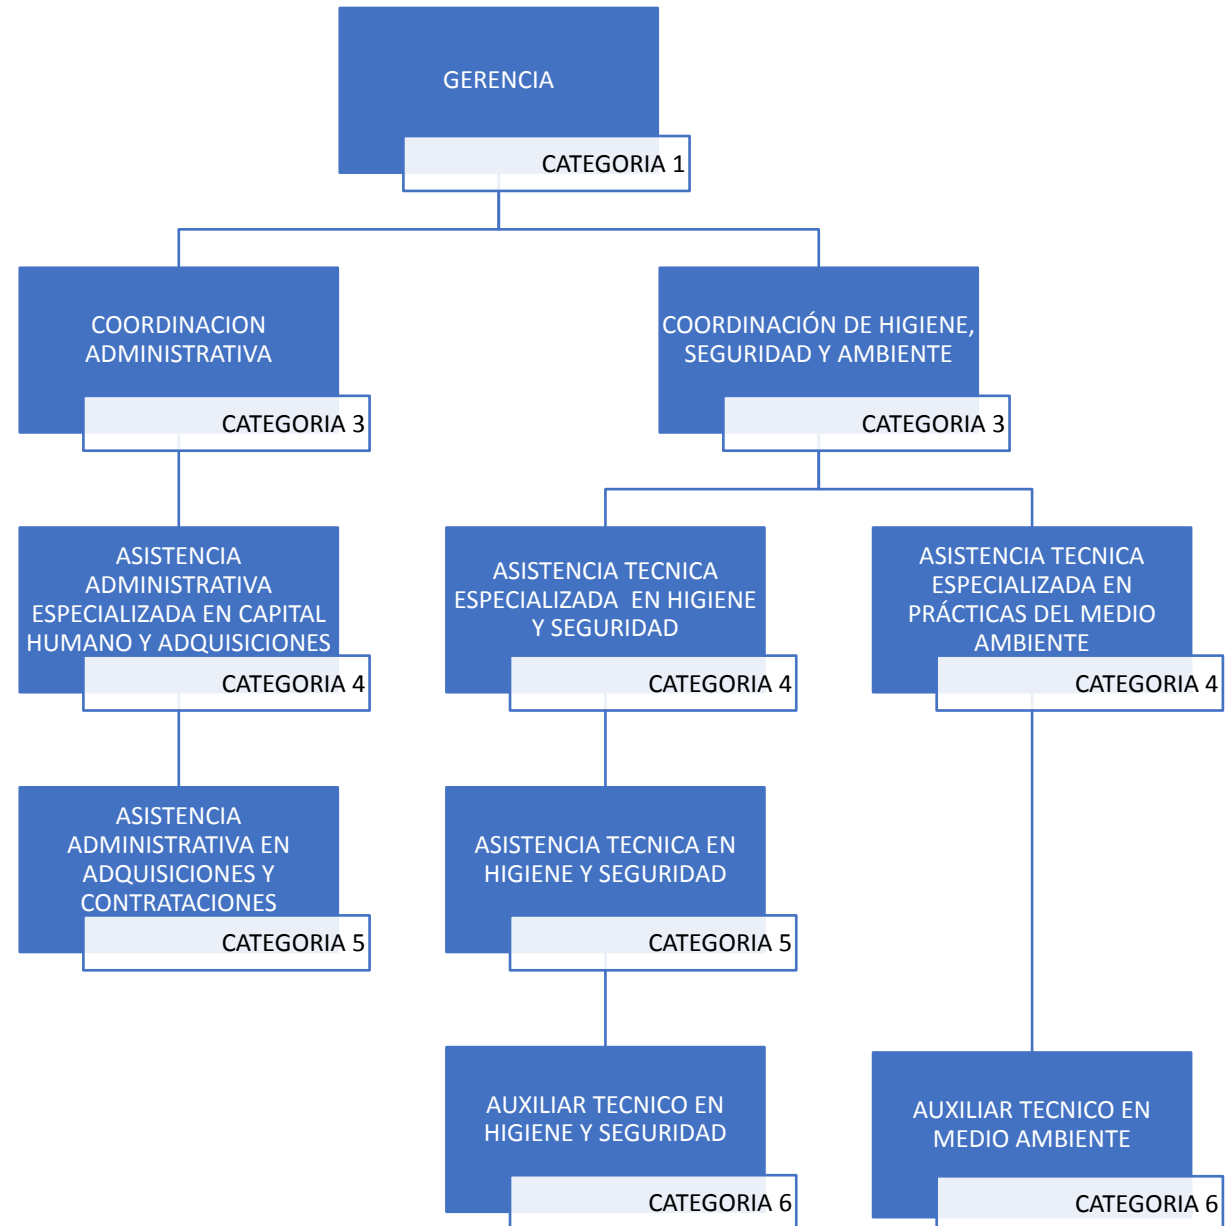 GERENCIA
CATEGORIA 1
COORDINACION
ADMINISTRATIVA
CATEGORIA 3
COORDINACIÓN DE HIGIENE,
SEGURIDAD Y AMBIENTE
CATEGORIA 3
ASISTENCIA
ADMINISTRATIVA
ESPECIALIZADA EN CAPITAL
HUMANO Y ADQUISICIONES
CATEGORIA 4
ASISTENCIA TECNICA
ESPECIALIZADA EN HIGIENE
Y SEGURIDAD
CATEGORIA 4
ASISTENCIA TECNICA
ESPECIALIZADA EN
PRÁCTICAS DEL MEDIO
AMBIENTE
CATEGORIA 4
ASISTENCIA
ADMINISTRATIVA EN
ADQUISICIONES Y
CONTRATACIONES
CATEGORIA 5
ASISTENCIA TECNICA EN
HIGIENE Y SEGURIDAD
CATEGORIA 5
AUXILIAR TECNICO EN
HIGIENE Y SEGURIDAD
CATEGORIA 6
AUXILIAR TECNICO EN
MEDIO AMBIENTE
CATEGORIA 6